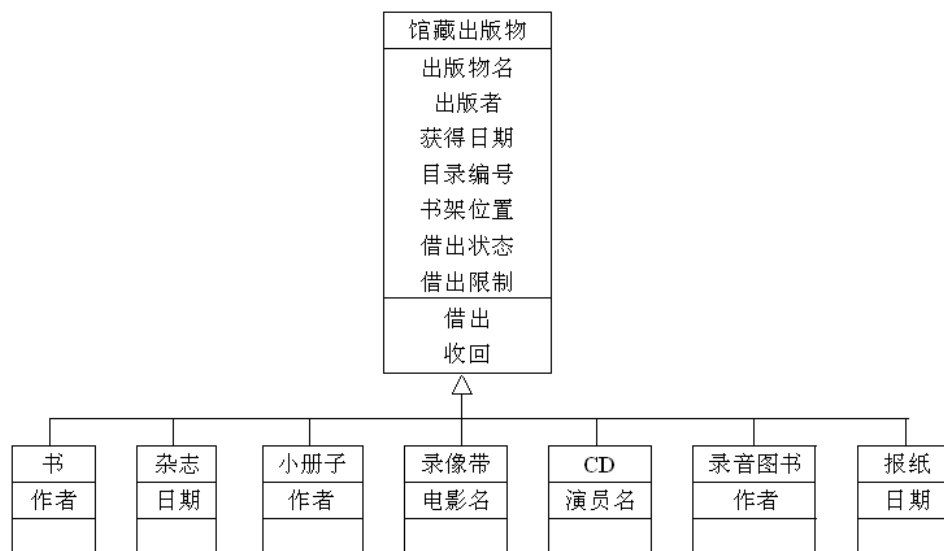 馆藏出版物
出版物名
出版者
获得日期
目录编号
书架位置
借出状态
借出限制
借出
收回
书 杂志 小册子 录像带 CD 录音图书 报纸
作者 日期 作者 电影名 演员名 作者 日期